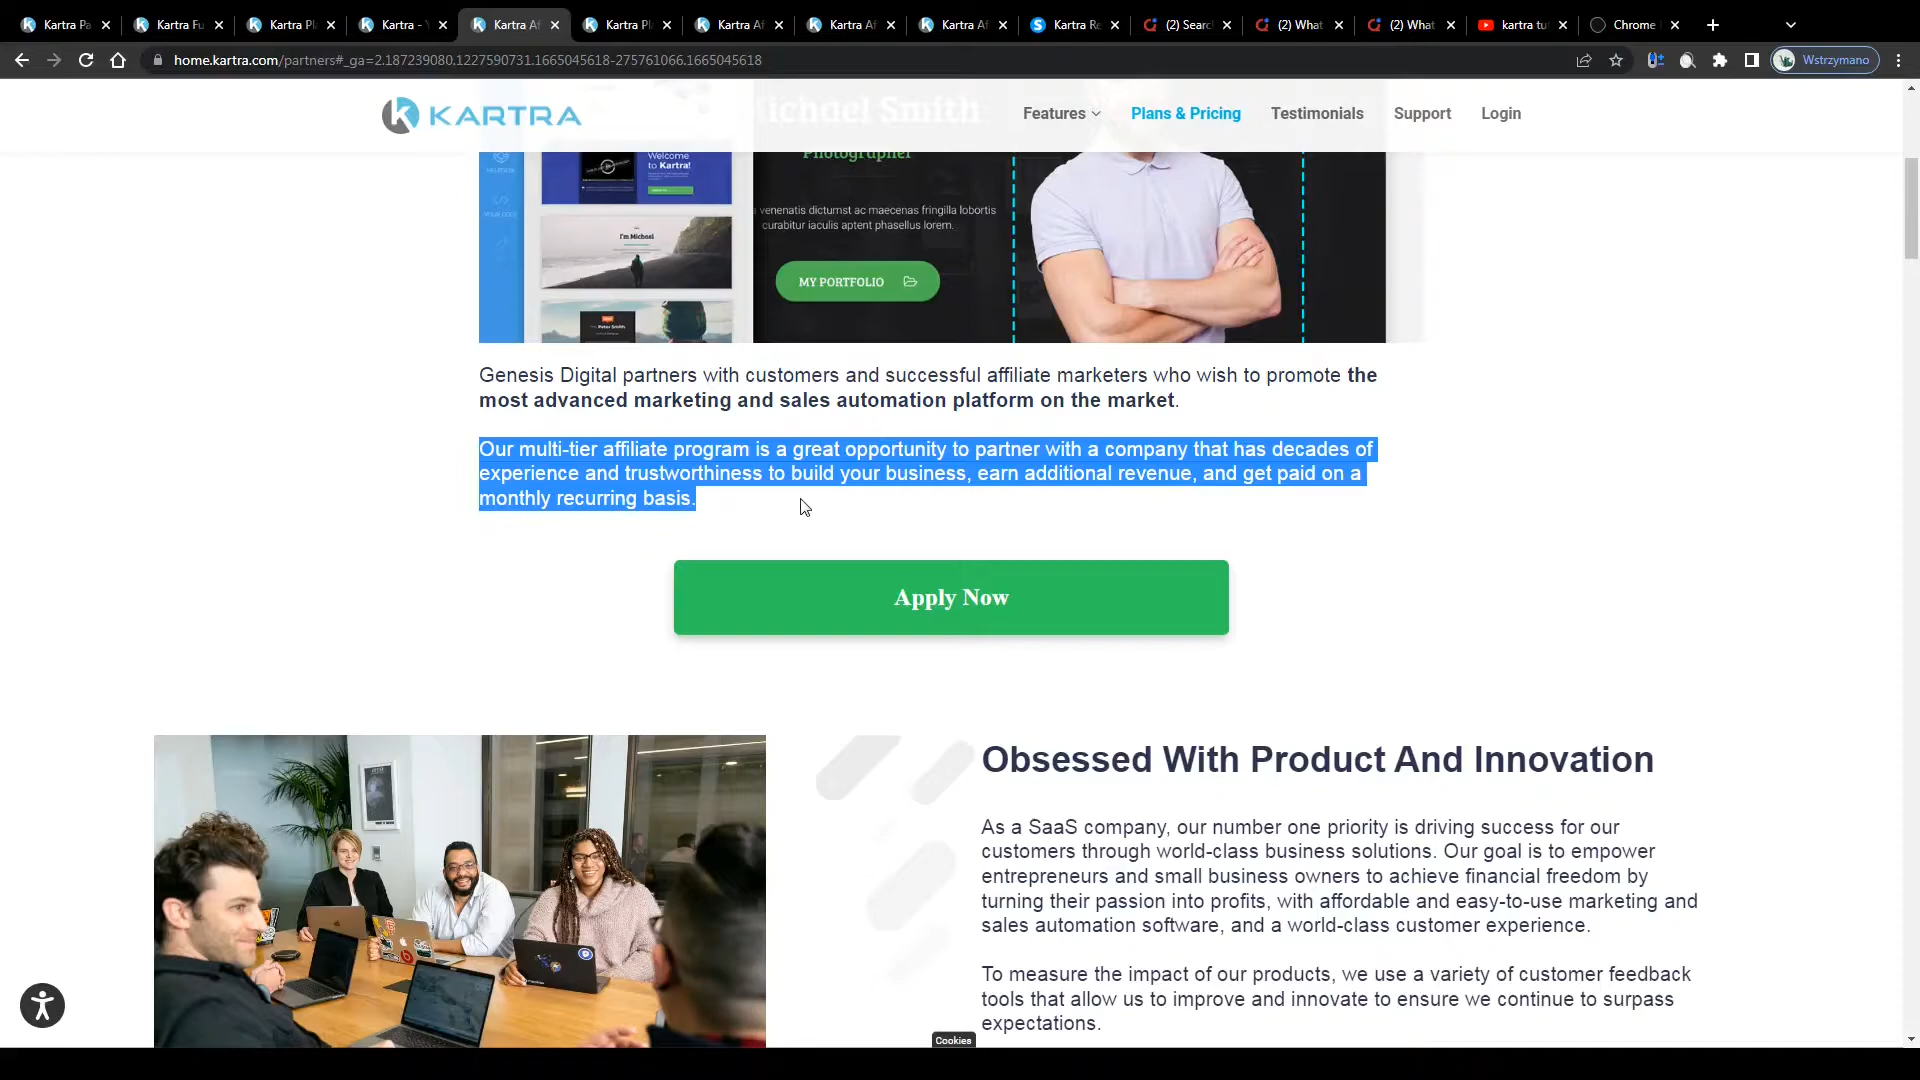 Kartra Pa
Kartra Fu
Kartra Pl
Kartra -
Kartra Af
Kartra Pl
Kartra Af
Kartra Af
Kartra Af
Kartra Re
(2) Searc
(2) What
(2) What
kartra tu
Chrome
home.kartra.com/partners#_ga=2.187239080.1227590731.1665045618-275761066.1665045618
Wstrzymano
KARTRA
Michael Smith
Features
Plans & Pricing
Testimonials
Support
Login
Photographer
Welcome
to Kartra!
venenatis dictumst ac maecenas fringilla lobortis
curabitur iaculis aptent phasellus lorem.
I'm Michael
MY PORTFOLIO
Genesis Digital partners with customers and successful affiliate marketers who wish to promote the
most advanced marketing and sales automation platform on the market.
Our multi-tier affiliate program is a great opportunity to partner with a company that has decades of
experience and trustworthiness to build your business, earn additional revenue, and get paid on a
monthly recurring basis.
Apply Now
Obsessed With Product And Innovation
As a SaaS company, our number one priority is driving success for our
customers through world-class business solutions. Our goal is to empower
entrepreneurs and small business owners to achieve financial freedom by
turning their passion into profits, with affordable and easy-to-use marketing and
sales automation software, and a world-class customer experience.
To measure the impact of our products, we use a variety of customer feedback
tools that allow us to improve and innovate to ensure we continue to surpass
expectations.
Cookies